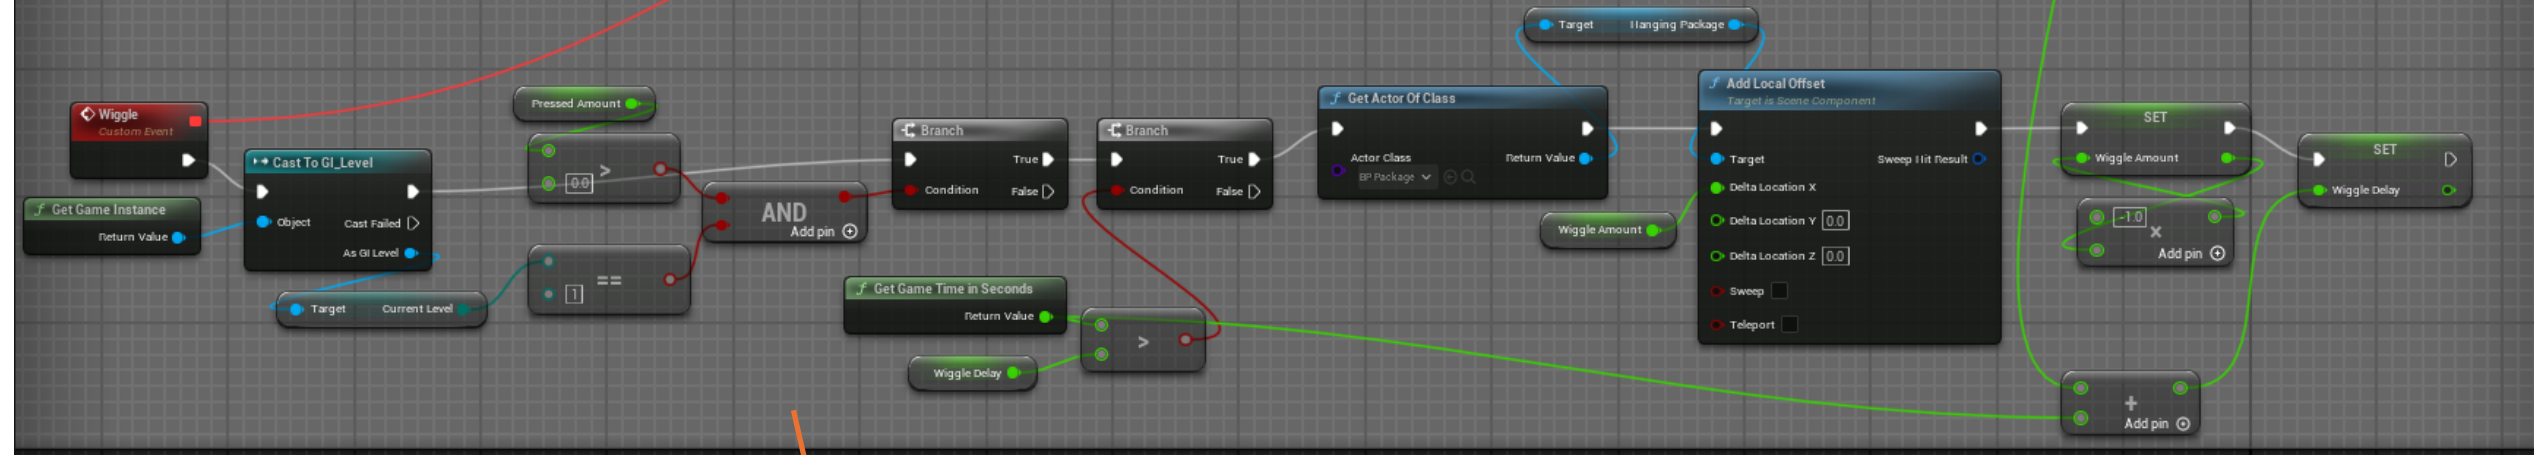 Wiggle
Custom Event
Get Game Instance
Return Value
Cast To GI_Level
Object
Cast Failed
As GI Level
Target
Current Level
Pressed Amount
>
0.0
==
1
AND
Add pin
Branch
True
Condition
False
Get Game Time in Seconds
Return Value
Wiggle Delay
>
Branch
True
Condition
False
Get Actor Of Class
Actor Class
BP Package
Return Value
Target
Hanging Package
Wiggle Amount
Add Local Offset
Target is Scene Component
Target
Sweep Hit Result
Delta Location X
Delta Location Y 0.0
Delta Location Z 0.0
Sweep
Teleport
SET
Wiggle Amount
-1.0
×
Add pin
SET
Wiggle Delay
+
Add pin